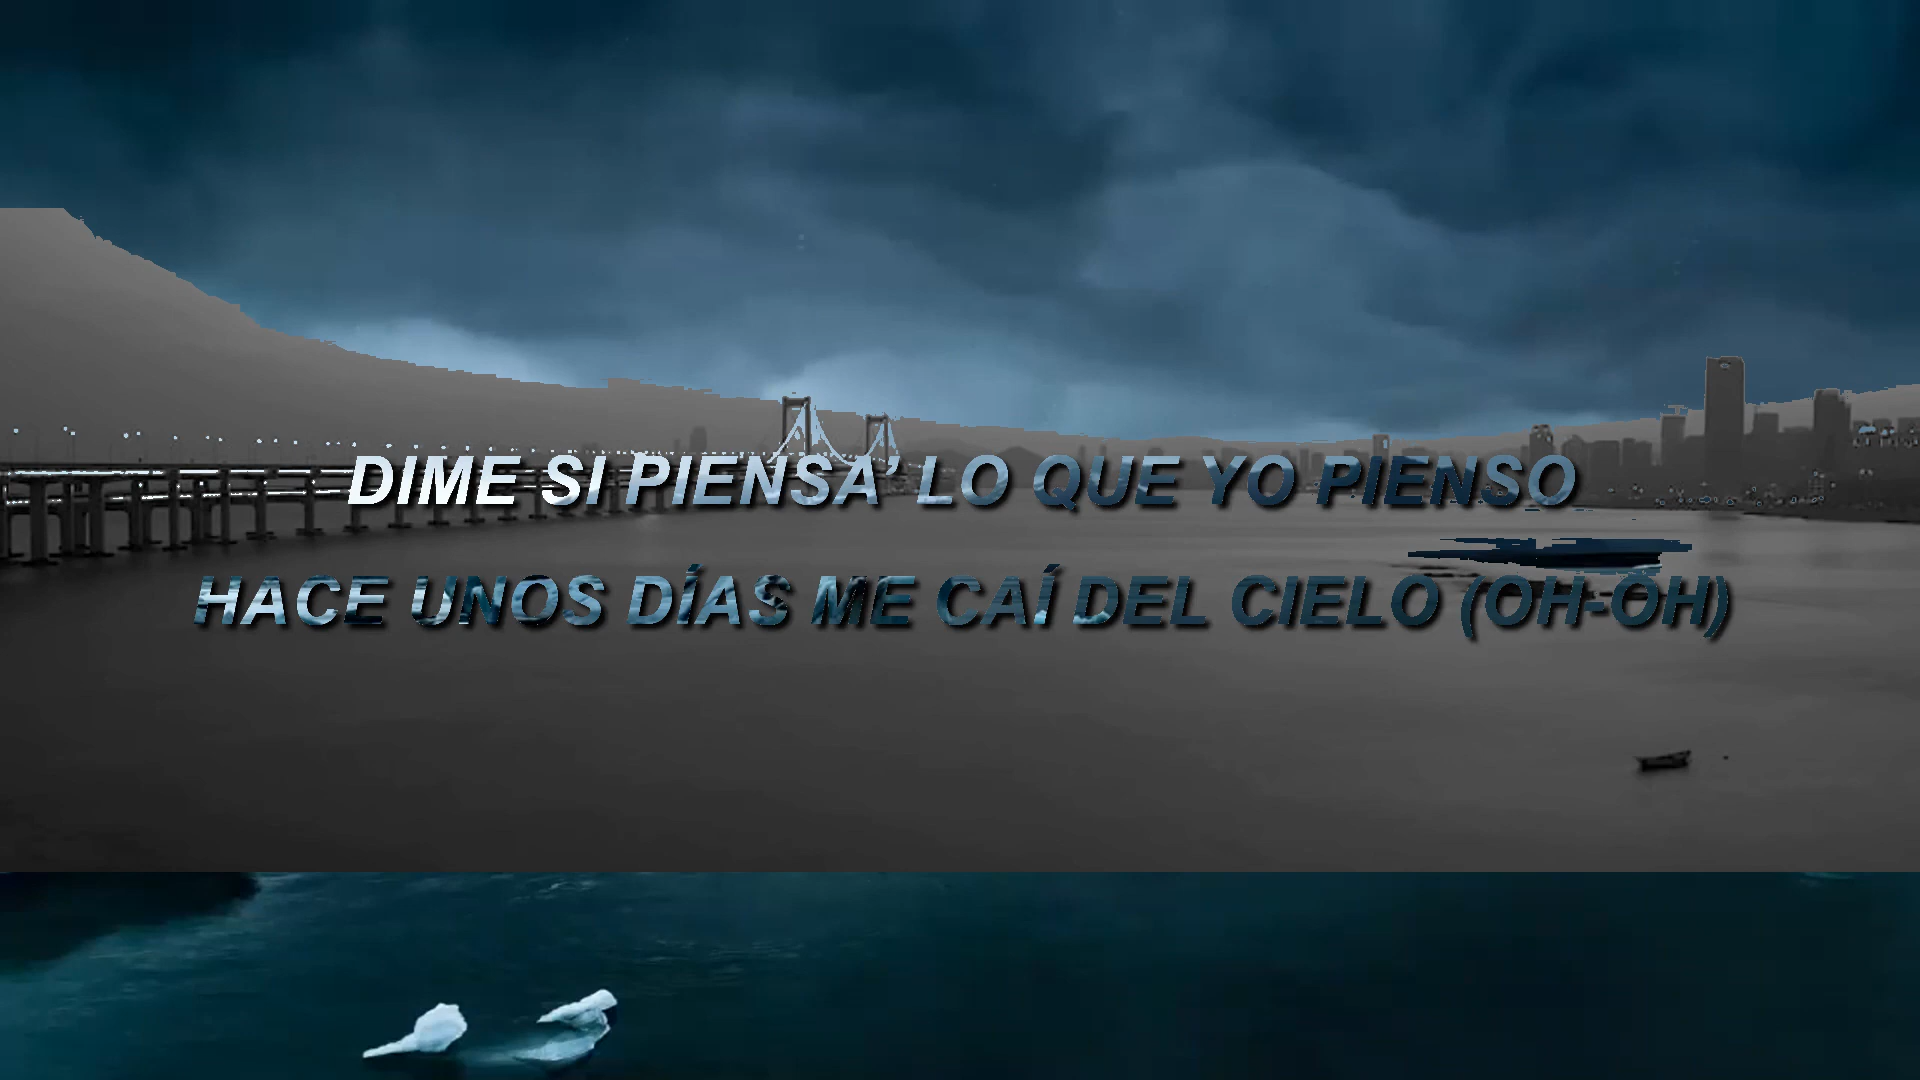 DIME SI PIENSA' LO QUE YO PIENSO
HACE UNOS DÍAS ME CAÍ DEL CIELO (OH-OH)